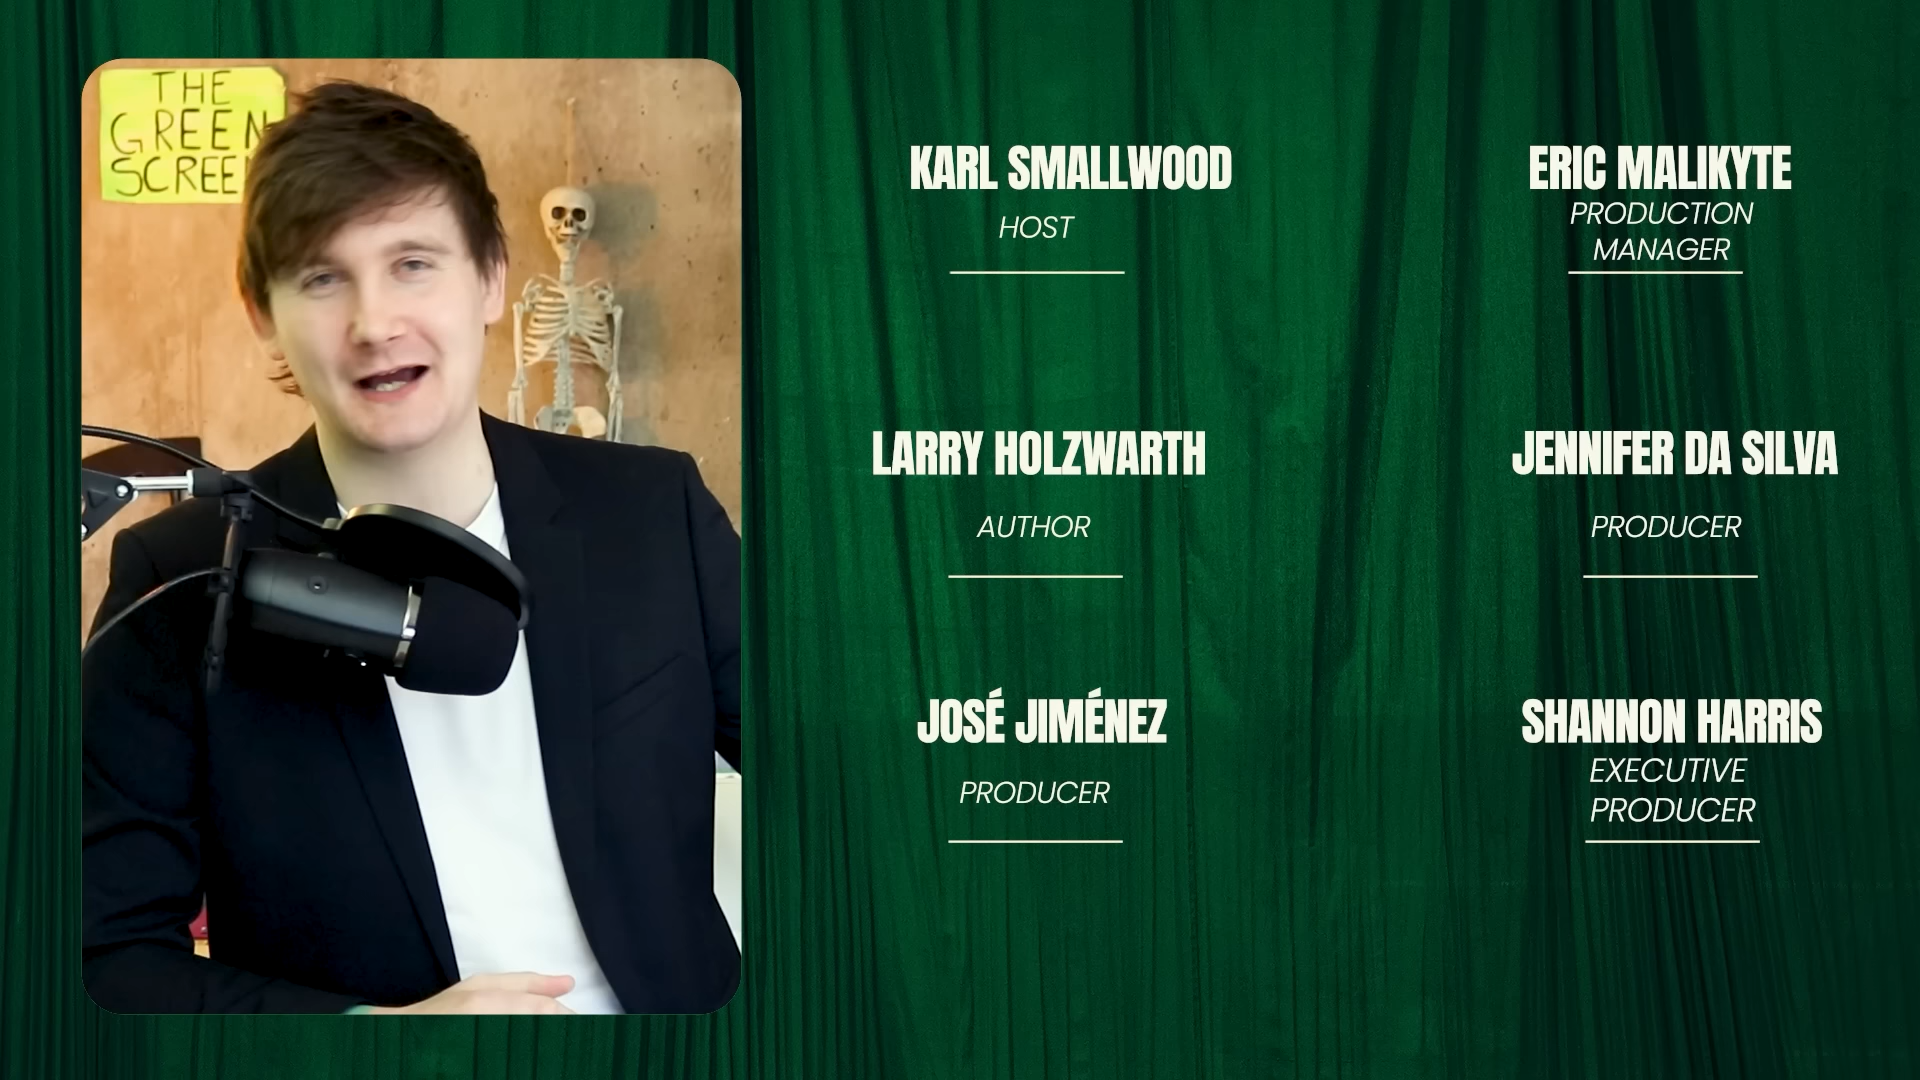 THE
GREEN
SCREE
KARL SMALLWOOD
HOST
ERIC MALIKYTE
PRODUCTION
MANAGER
LARRY HOLZWARTH
AUTHOR
JENNIFER DA SILVA
PRODUCER
JOSÉ JIMÉNEZ
PRODUCER
SHANNON HARRIS
EXECUTIVE
PRODUCER